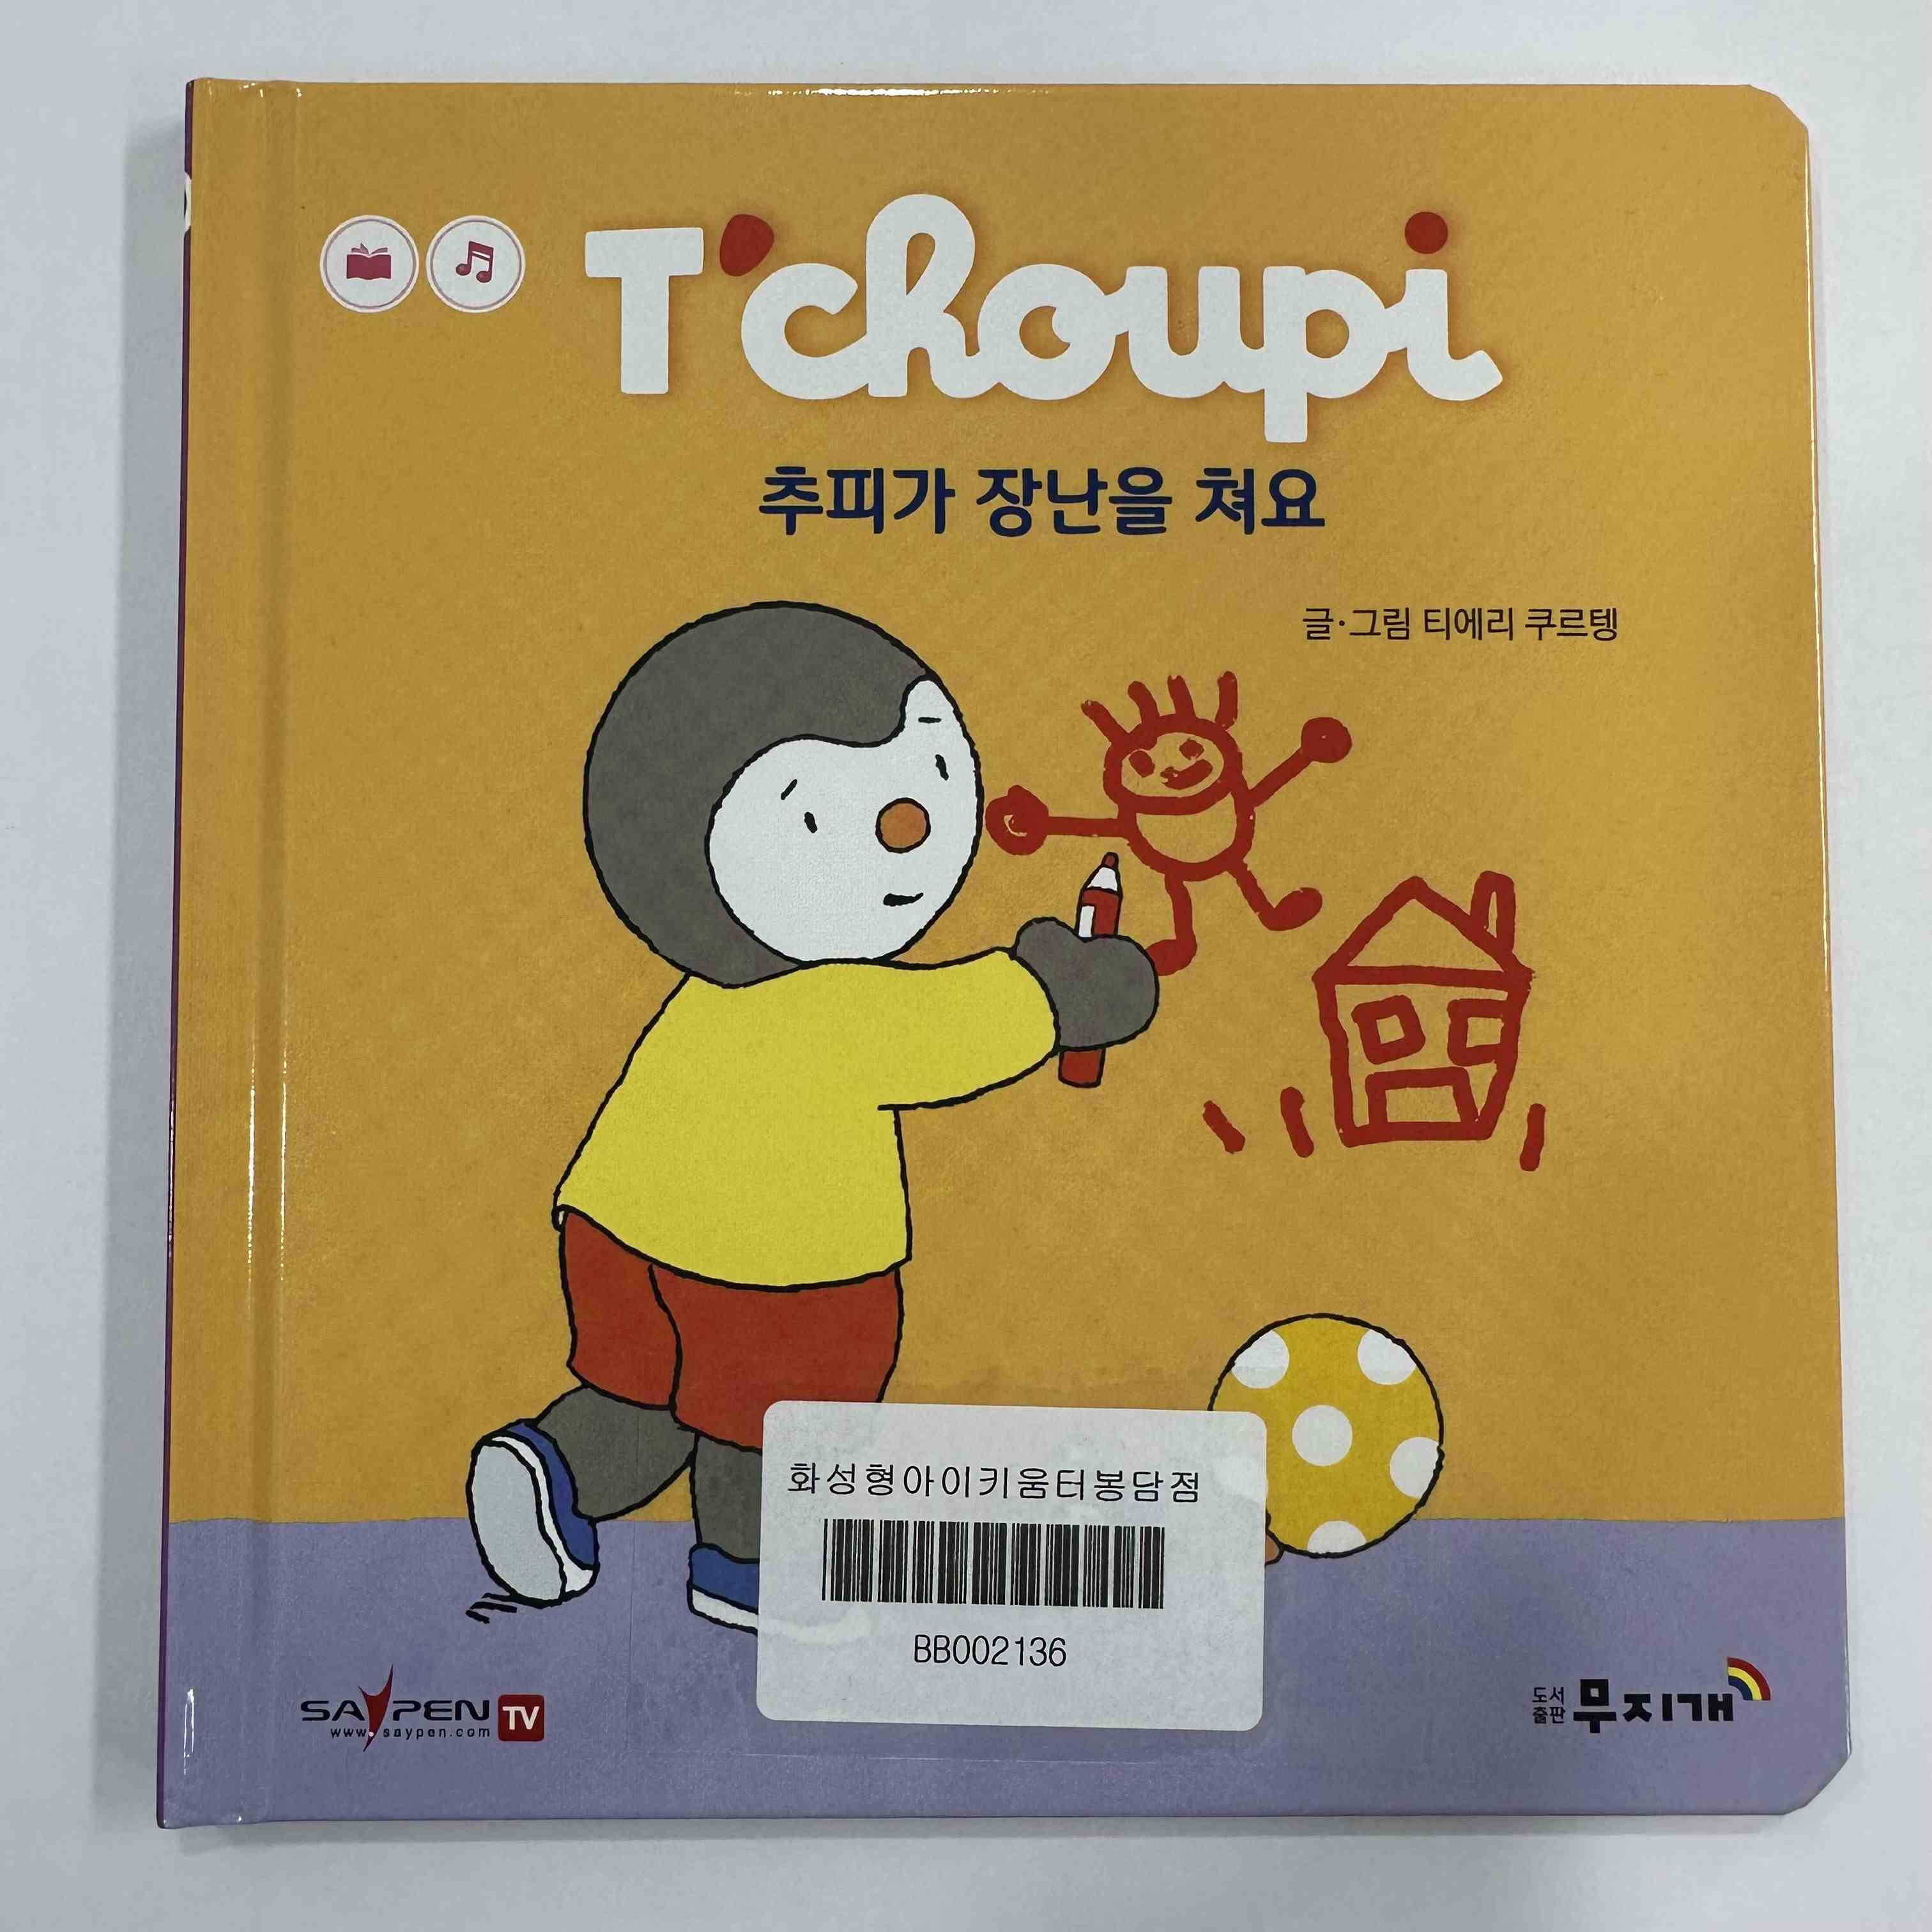 T'choupi
추피가 장난을 쳐요
글·그림 티에리 쿠르텡
화성형아이키움터봉담점
BB002136
SAYPEN TV
www.saypen.com
도서출판 무지개